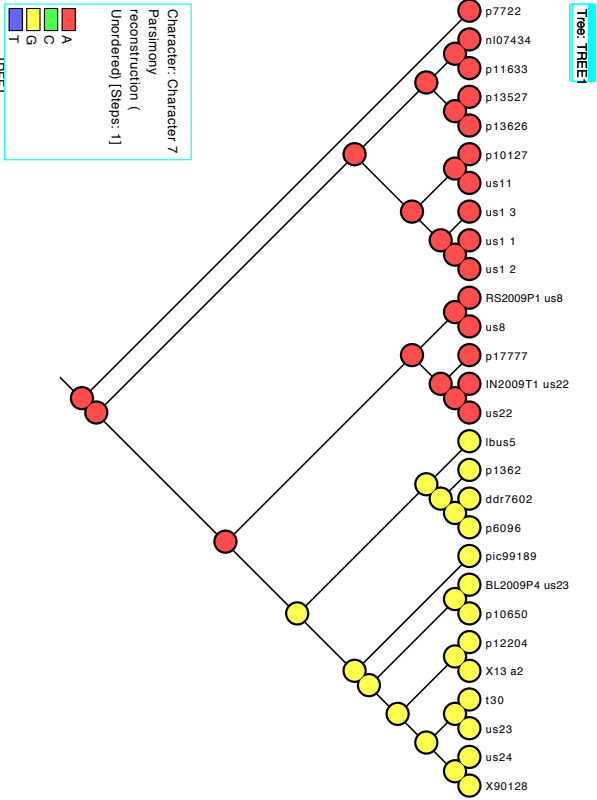 Tree: TREE1
Character: Character 7
Parsimony
reconstruction (
Unordered) [Steps: 1]
A
C
G
T
p7722
nl07434
p11633
p13527
p13626
p10127
us11
us1 3
us1 1
us1 2
RS2009P1 us8
us8
p17777
IN2009T1 us22
us22
lbus5
p1362
ddr7602
p6096
pic99189
BL2009P4 us23
p10650
p12204
X13 a2
t30
us23
us24
X90128